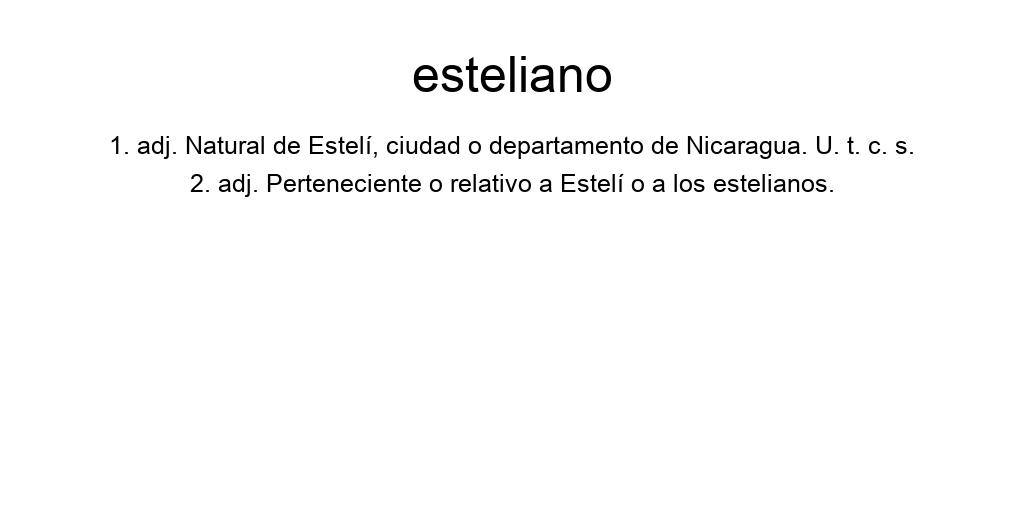 esteliano
1. adj. Natural de Estelí, ciudad o departamento de Nicaragua. U. t. c. s.
2. adj. Perteneciente o relativo a Estelí o a los estelianos.